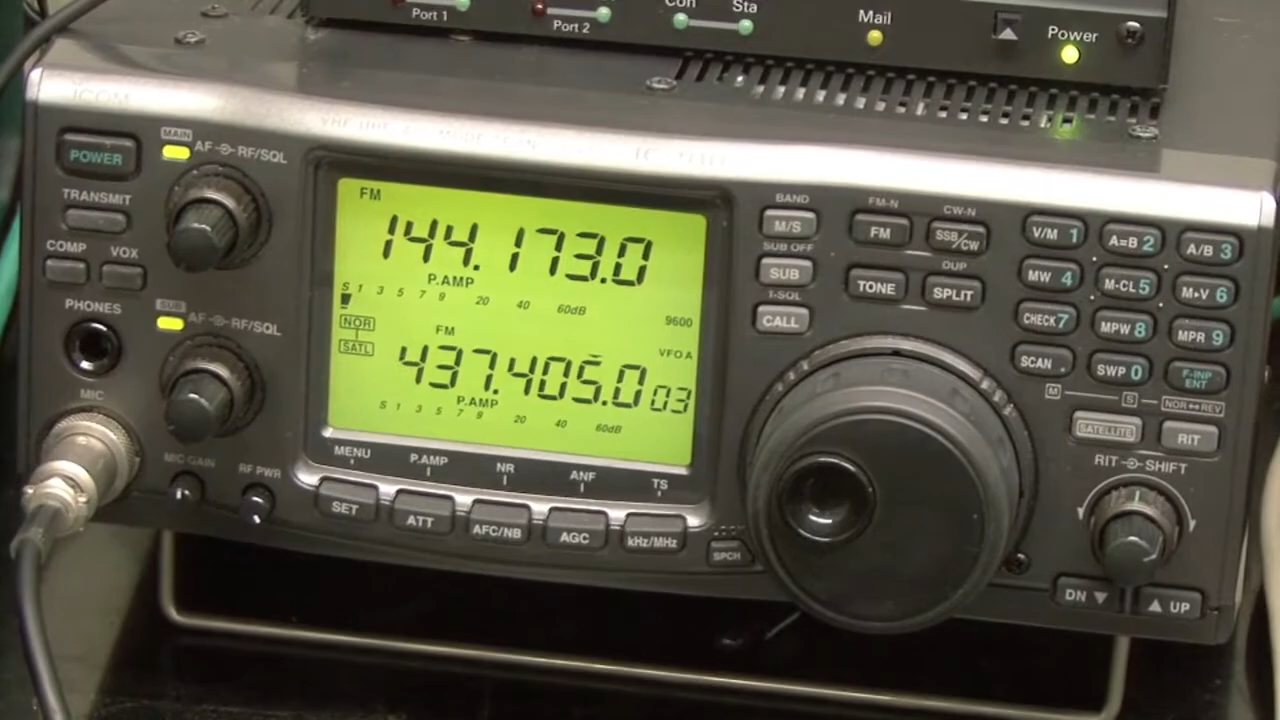 Port 1
Port 2
Con
Sta
Mail
Power
ICOM
POWER
MAIN
AF RF/SQL
TRANSMIT
COMP VOX
PHONES
SUB
AF RF/SQL
MIC
MIC GAIN
RF PWR
FM
144.173.0
P.AMP
S 1 3 5 7 9 20 40 60dB
NOR
SATL
9600
FM
VFO A
437.405.0 03
P.AMP
S 1 3 5 7 9 20 40 60dB
MENU P.AMP NR ANF TS
SET ATT AFC/NB AGC kHz/MHz
SPCH
BAND
M/S
SUB OFF
SUB
T-SQL
CALL
FM-N CW-N
FM SSB/CW
DUP
TONE SPLIT
V/M 1 A=B 2 A/B 3
MW 4 M-CL 5 M▸V 6
CHECK 7 MPW 8 MPR 9
SCAN SWP 0 F-INP ENT
M S NOR↔REV
SATELLITE RIT
RIT SHIFT
DN ▼ ▲ UP